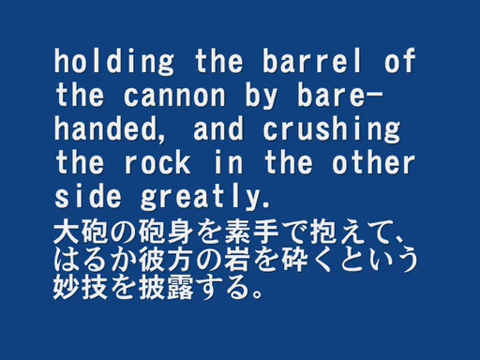 holding the barrel of
the cannon by bare-
handed, and crushing
the rock in the other
side greatly.
大砲の砲身を素手で抱えて、
はるか彼方の岩を砕くという
妙技を披露する。